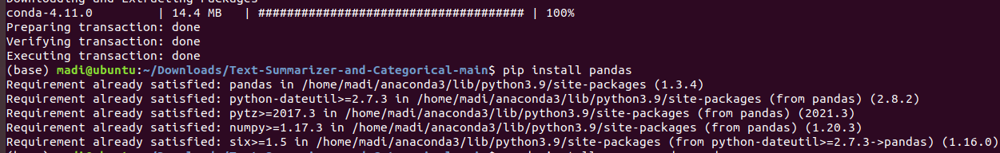 Downloading and Extracting Packages
conda-4.11.0         | 14.4 MB   | ##################################### | 100%
Preparing transaction: done
Verifying transaction: done
Executing transaction: done
(base) madi@ubuntu:~/Downloads/Text-Summarizer-and-Categorical-main$ pip install pandas
Requirement already satisfied: pandas in /home/madi/anaconda3/lib/python3.9/site-packages (1.3.4)
Requirement already satisfied: python-dateutil>=2.7.3 in /home/madi/anaconda3/lib/python3.9/site-packages (from pandas) (2.8.2)
Requirement already satisfied: pytz>=2017.3 in /home/madi/anaconda3/lib/python3.9/site-packages (from pandas) (2021.3)
Requirement already satisfied: numpy>=1.17.3 in /home/madi/anaconda3/lib/python3.9/site-packages (from pandas) (1.20.3)
Requirement already satisfied: six>=1.5 in /home/madi/anaconda3/lib/python3.9/site-packages (from python-dateutil>=2.7.3->pandas) (1.16.0)